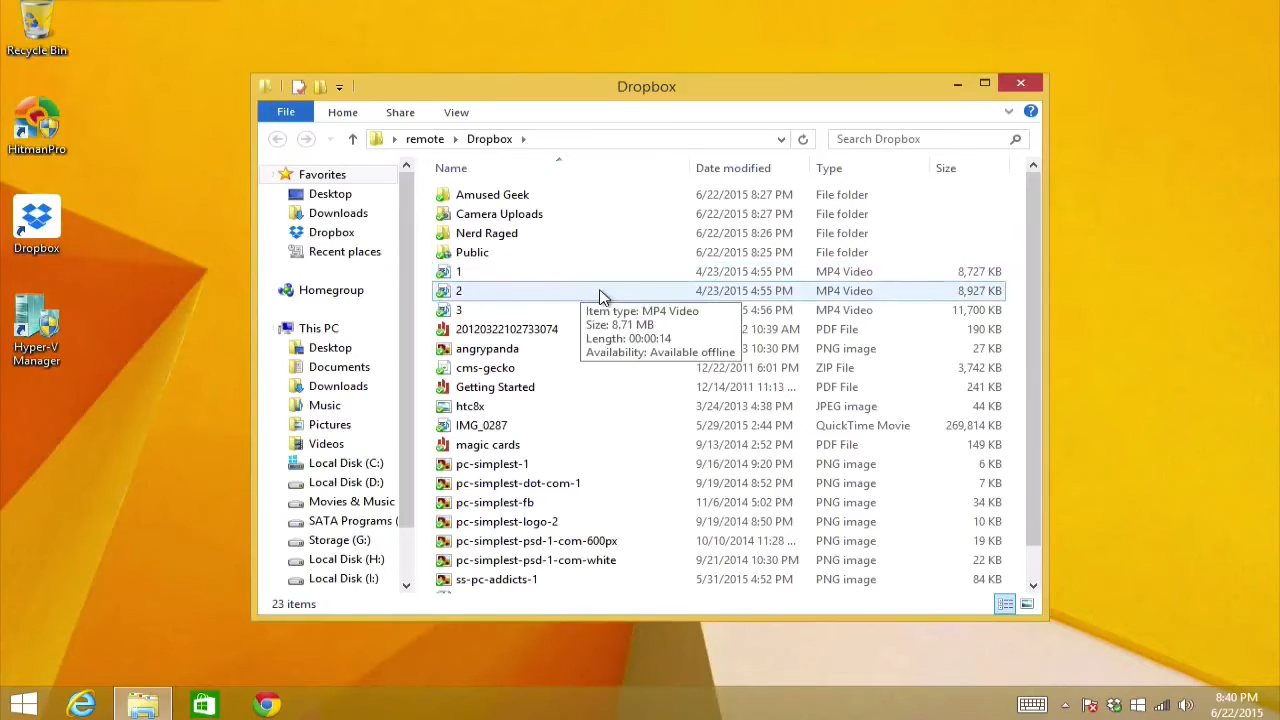 Recycle Bin
HitmanPro
Dropbox
Hyper-V
Manager
Dropbox
File Home Share View
remote Dropbox
Search Dropbox
Favorites
Desktop
Downloads
Dropbox
Recent places
Homegroup
This PC
Desktop
Documents
Downloads
Music
Pictures
Videos
Local Disk (C:)
Local Disk (D:)
Movies & Music
SATA Programs (
Storage (G:)
Local Disk (H:)
Local Disk (I:)
Name Date modified Type Size
Amused Geek 6/22/2015 8:27 PM File folder
Camera Uploads 6/22/2015 8:27 PM File folder
Nerd Raged 6/22/2015 8:26 PM File folder
Public 6/22/2015 8:25 PM File folder
1 4/23/2015 4:55 PM MP4 Video 8,727 KB
2 4/23/2015 4:55 PM MP4 Video 8,927 KB
3 5 4:56 PM MP4 Video 11,700 KB
20120322102733074 2 10:39 AM PDF File 190 KB
angrypanda 3 10:30 PM PNG image 27 KB
cms-gecko 12/22/2011 6:01 PM ZIP File 3,742 KB
Getting Started 12/14/2011 11:13 ... PDF File 241 KB
htc8x 3/24/2013 4:38 PM JPEG image 44 KB
IMG_0287 5/29/2015 2:44 PM QuickTime Movie 269,814 KB
magic cards 9/13/2014 2:52 PM PDF File 149 KB
pc-simplest-1 9/16/2014 9:20 PM PNG image 6 KB
pc-simplest-dot-com-1 9/19/2014 8:52 PM PNG image 7 KB
pc-simplest-fb 11/6/2014 5:02 PM PNG image 34 KB
pc-simplest-logo-2 9/19/2014 8:50 PM PNG image 10 KB
pc-simplest-psd-1-com-600px 10/10/2014 11:28 ... PNG image 19 KB
pc-simplest-psd-1-com-white 9/21/2014 10:30 PM PNG image 22 KB
ss-pc-addicts-1 5/31/2015 4:52 PM PNG image 84 KB
Item type: MP4 Video
Size: 8.71 MB
Length: 00:00:14
Availability: Available offline
23 items
8:40 PM
6/22/2015